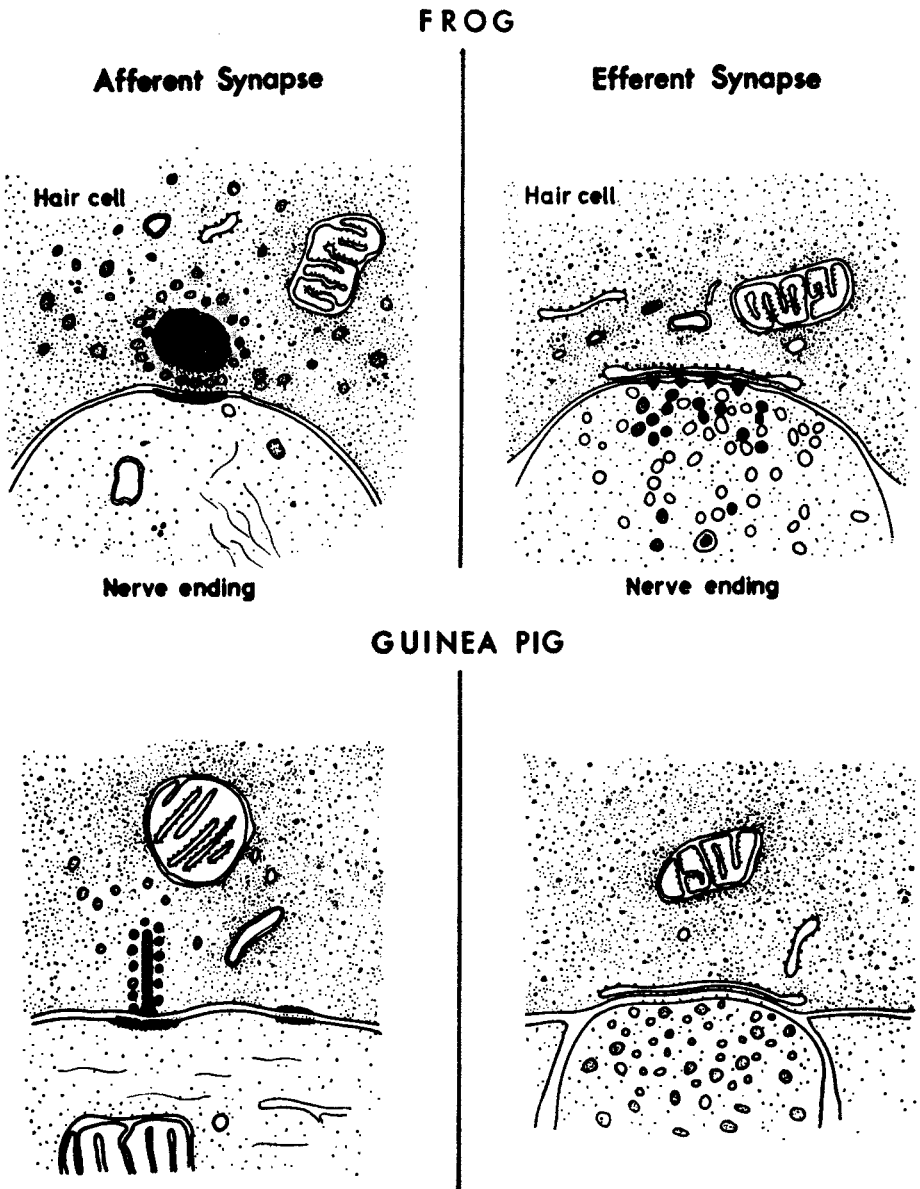 FROG
Afferent Synapse
Efferent Synapse
Hair cell
Hair cell
Nerve ending
Nerve ending
GUINEA PIG